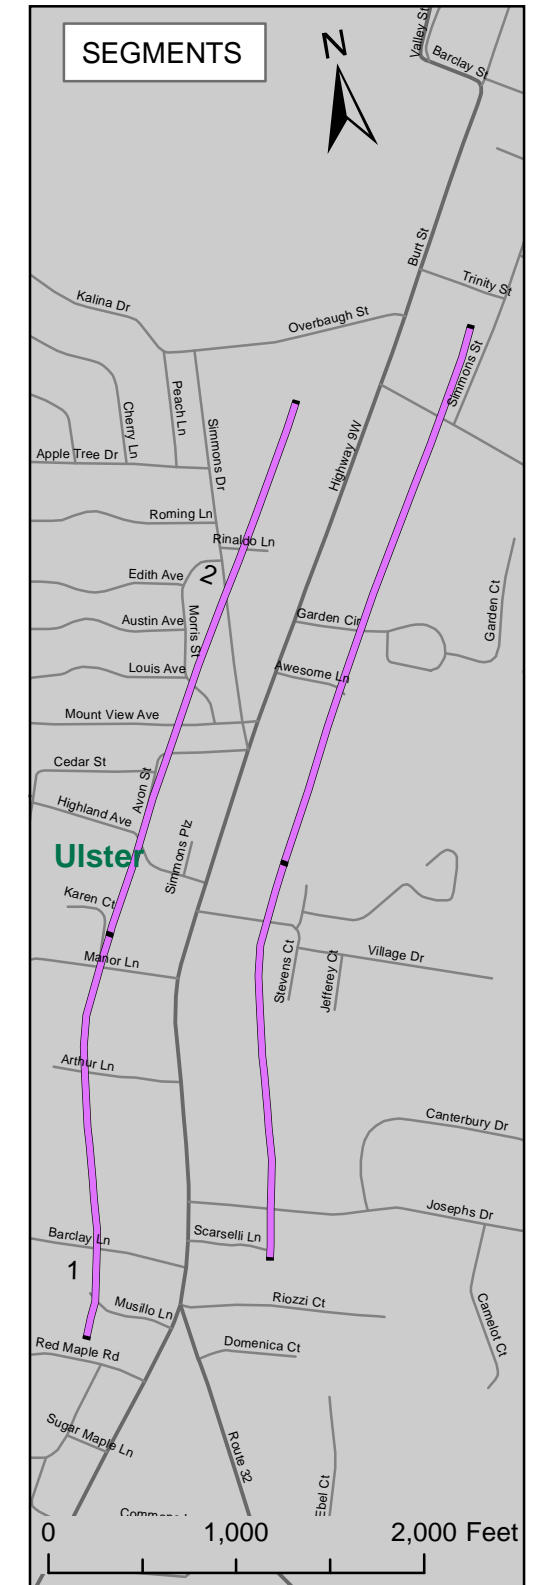 SEGMENTS
N
Valley St
Barclay St
Burt St
Trinity St
Kalina Dr
Overbaugh St
Simmons St
Peach Ln
Cherry Ln
Simmons Dr
Highway 9W
Apple Tree Dr
Roming Ln
Rinaldo Ln
Edith Ave
2
Garden Ct
Austin Ave
Morris St
Garden Cir
Louis Ave
Awesome Ln
Mount View Ave
Cedar St
Avon St
Highland Ave
Simmons Plz
Ulster
Karen Ct
Manor Ln
Stevens Ct
Jefferey Ct
Village Dr
Arthur Ln
Canterbury Dr
Josephs Dr
Barclay Ln
Scarselli Ln
1
Musillo Ln
Riozzi Ct
Camelot Ct
Red Maple Rd
Domenica Ct
Sugar Maple Ln
Route 32
Ebel Ct
0 1,000 2,000 Feet